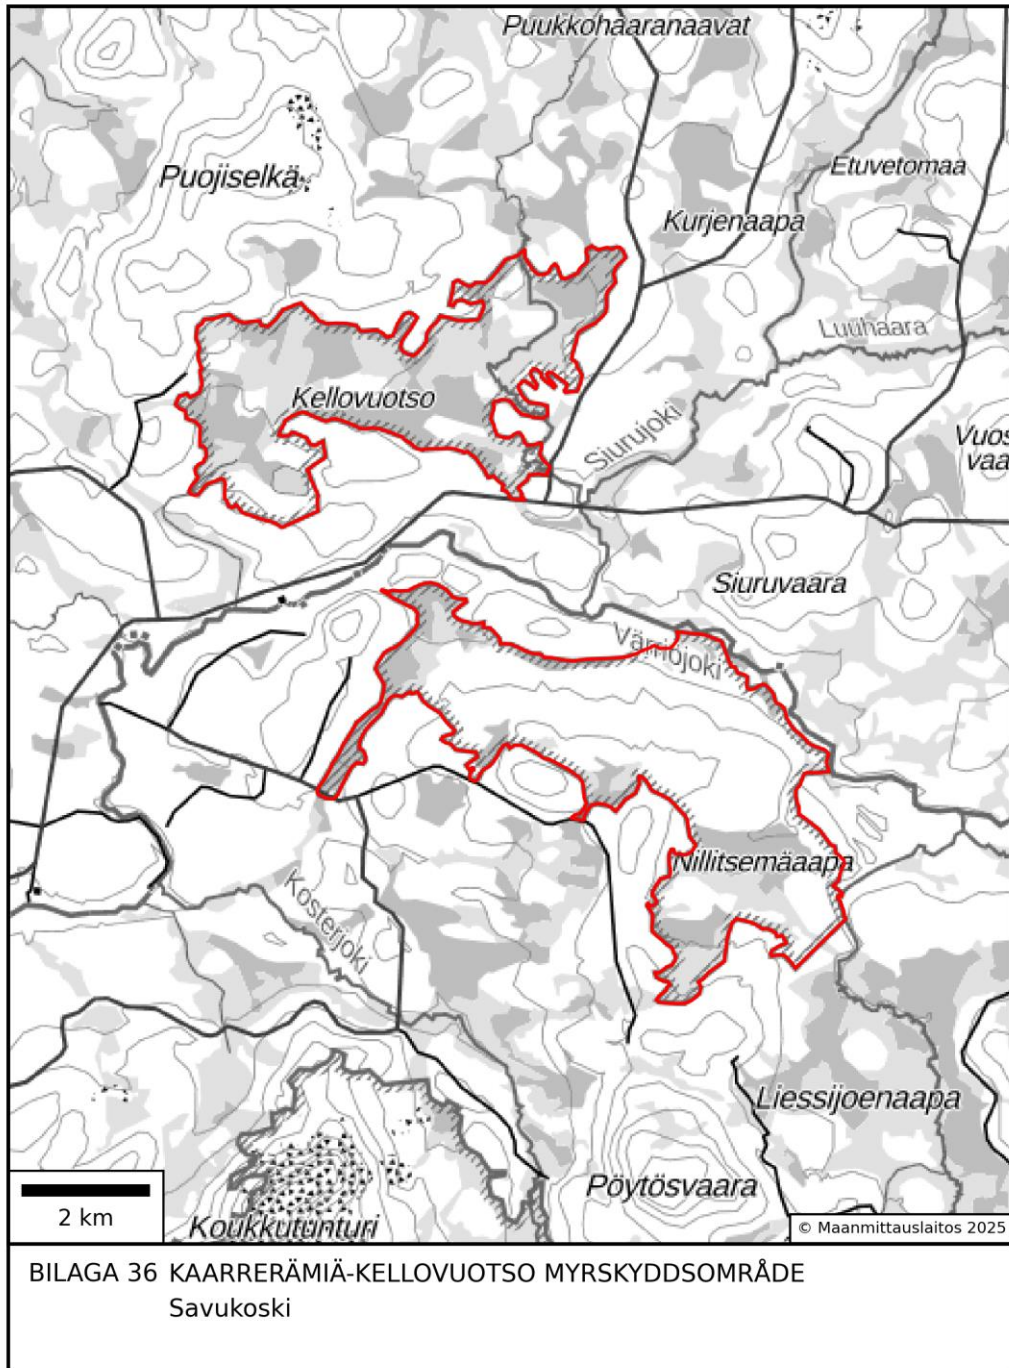 Puukkohaaranaavat
Etuvetomaa
Puojiselkä
Kurjenaapa
Luuhaara
Kellovuotso
Siurujoki
Vuos
vaa
Siuruvaara
Värriöjoki
Nillitsemäaapa
Kosterjoki
Liessijoenaapa
Pöytösvaara
Koukkutunturi
2 km
© Maanmittauslaitos 2025
BILAGA 36 KAARRERÄMIÄ-KELLOVUOTSO MYRSKYDDSOMRÅDE
Savukoski